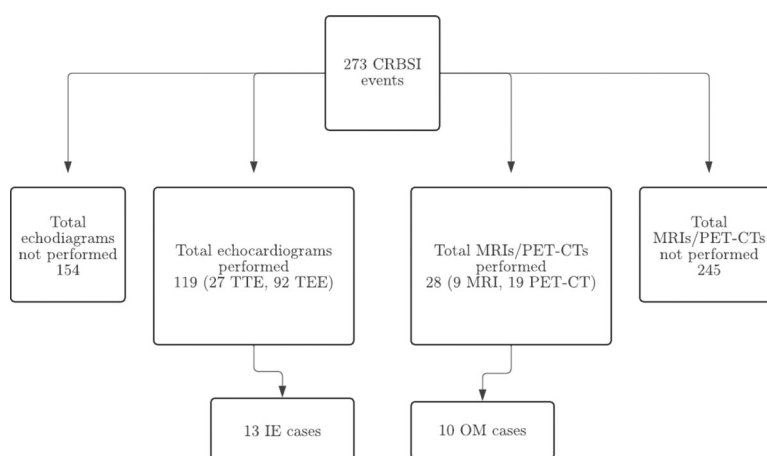 273 CRBSI
events
Total
echodiagrams
not performed
154
Total echocardiograms
performed
119 (27 TTE, 92 TEE)
Total MRIs/PET-CTs
performed
28 (9 MRI, 19 PET-CT)
Total
MRIs/PET-CTs
not performed
245
13 IE cases
10 OM cases